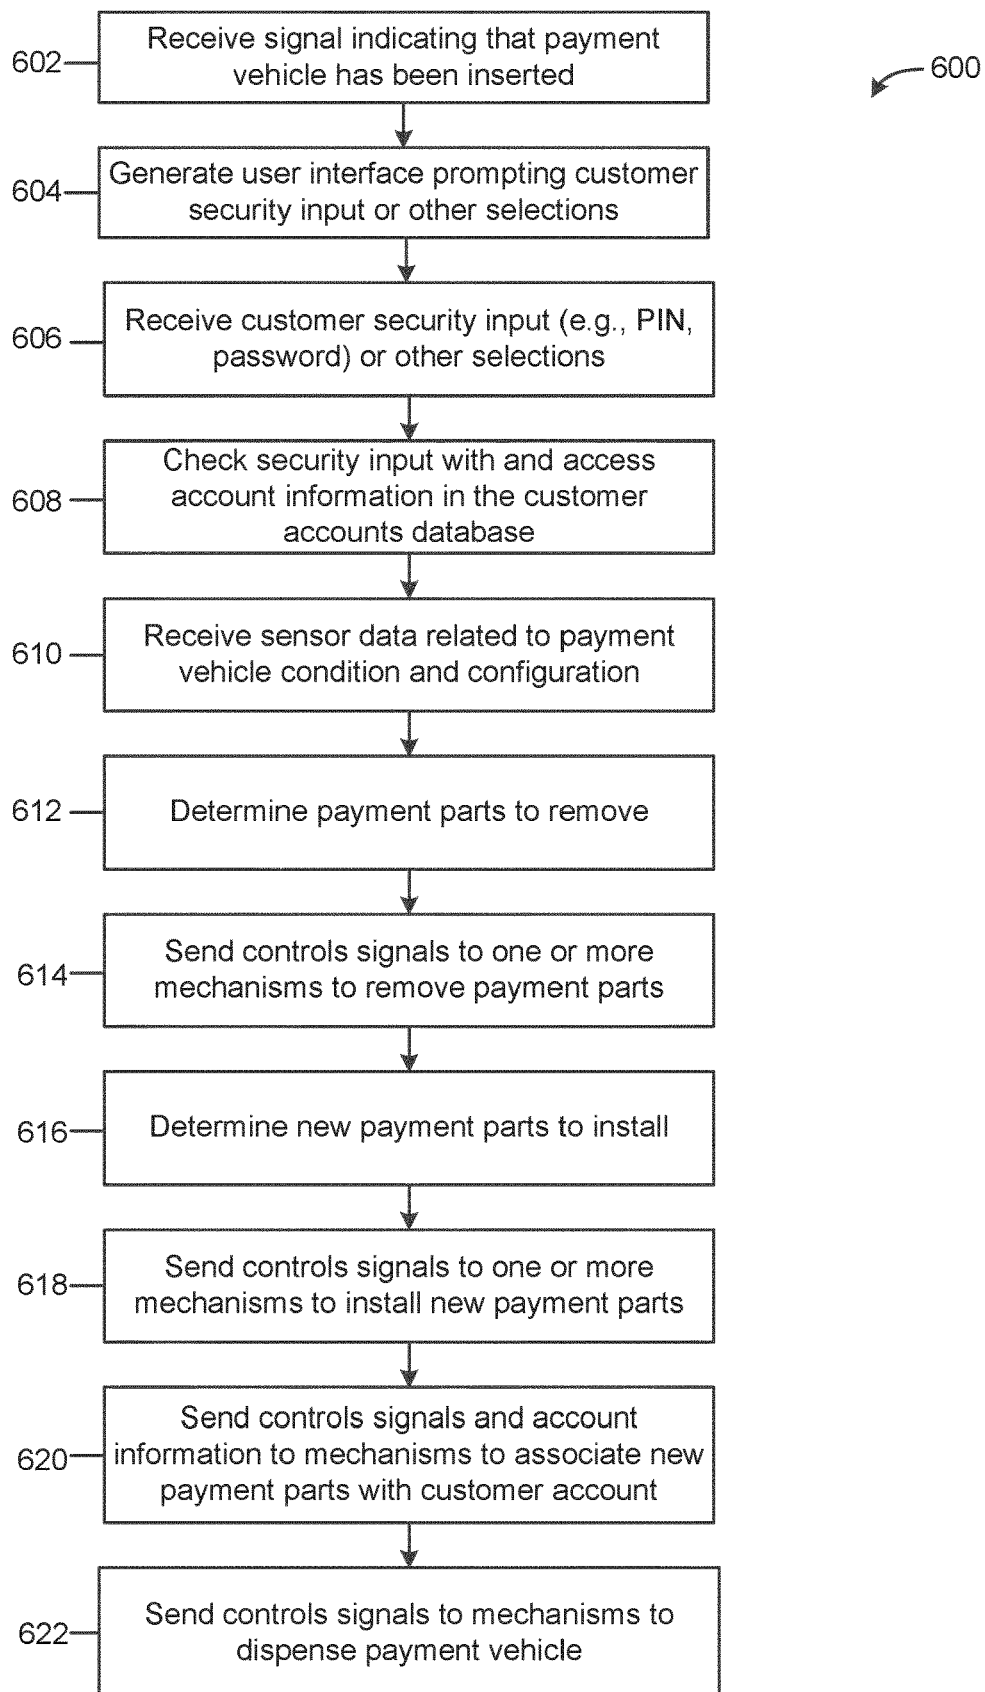 Receive signal indicating that payment
vehicle has been inserted
602
600
Generate user interface prompting customer
security input or other selections
604
Receive customer security input (e.g., PIN,
password) or other selections
606
Check security input with and access
account information in the customer
accounts database
608
Receive sensor data related to payment
vehicle condition and configuration
610
Determine payment parts to remove
612
Send controls signals to one or more
mechanisms to remove payment parts
614
Determine new payment parts to install
616
Send controls signals to one or more
mechanisms to install new payment parts
618
Send controls signals and account
information to mechanisms to associate new
payment parts with customer account
620
Send controls signals to mechanisms to
dispense payment vehicle
622